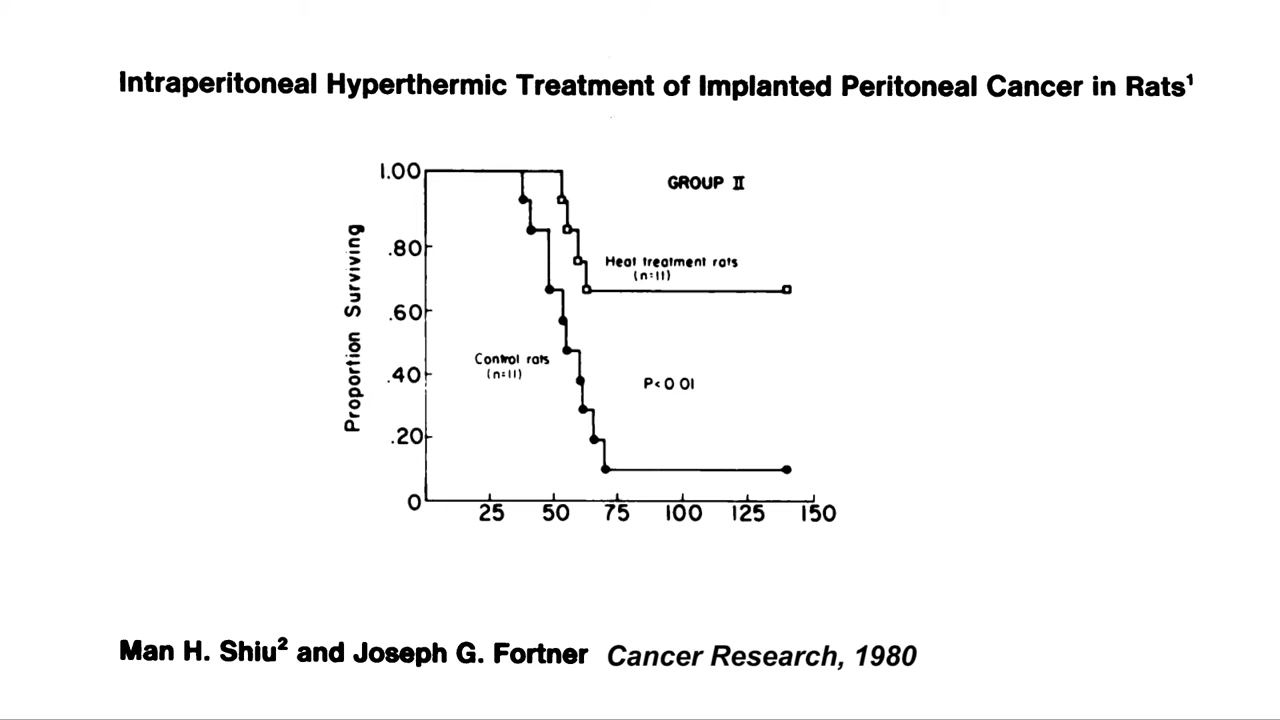 Intraperitoneal Hyperthermic Treatment of Implanted Peritoneal Cancer in Rats¹
Proportion Surviving
1.00
.80
.60
.40
.20
0
GROUP II
Heat treatment rats
(n=11)
Control rats
(n=11)
P<0 01
25 50 75 100 125 150
Man H. Shiu² and Joseph G. Fortner Cancer Research, 1980